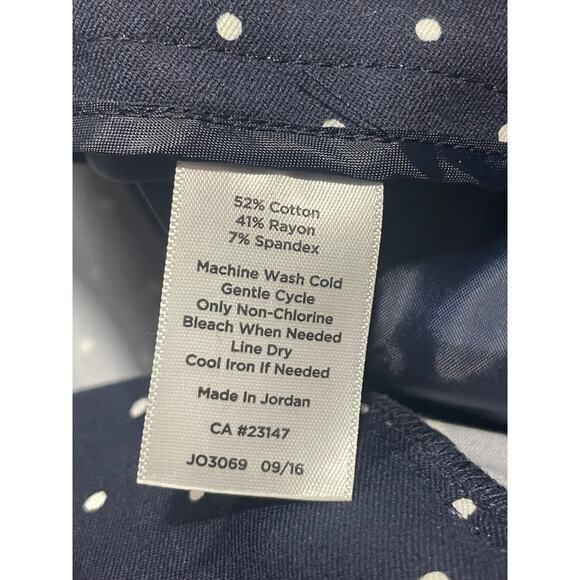 52% Cotton
41% Rayon
7% Spandex
Machine Wash Cold
Gentle Cycle
Only Non-Chlorine
Bleach When Needed
Line Dry
Cool Iron If Needed
Made In Jordan
CA #23147
JO3069 09/16